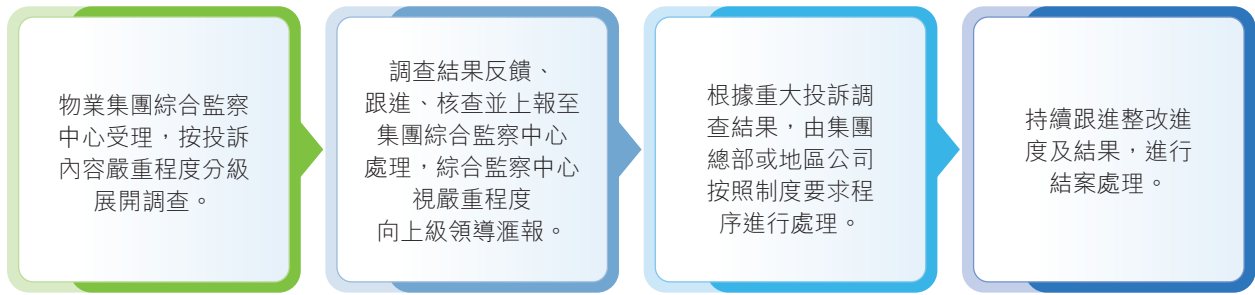 物業集團綜合監察
中心受理，按投訴
內容嚴重程度分級
展開調查。
調查結果反饋、
跟進、核查並上報至
集團綜合監察中心
處理，綜合監察中心
視嚴重程度
向上級領導滙報。
根據重大投訴調
查結果，由集團
總部或地區公司
按照制度要求程
序進行處理。
持續跟進整改進
度及結果，進行
結案處理。